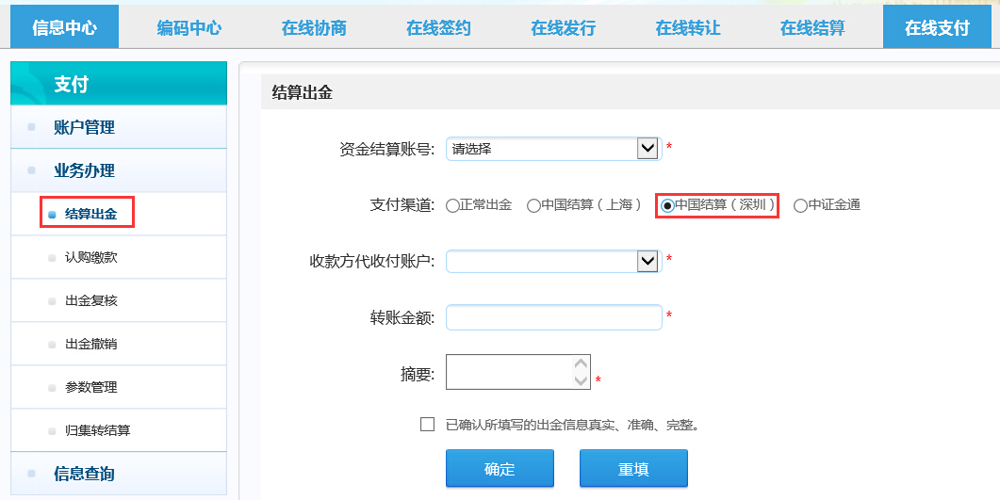 信息中心 编码中心 在线协商 在线签约 在线发行 在线转让 在线结算 在线支付
支付
账户管理
业务办理
结算出金
认购缴款
出金复核
出金撤销
参数管理
归集转结算
信息查询
结算出金
资金结算账号: 请选择 *
支付渠道: 正常出金 中国结算（上海） 中国结算（深圳） 中证金通
收款方代收付账户: *
转账金额: *
摘要: *
已确认所填写的出金信息真实、准确、完整。
确定 重填